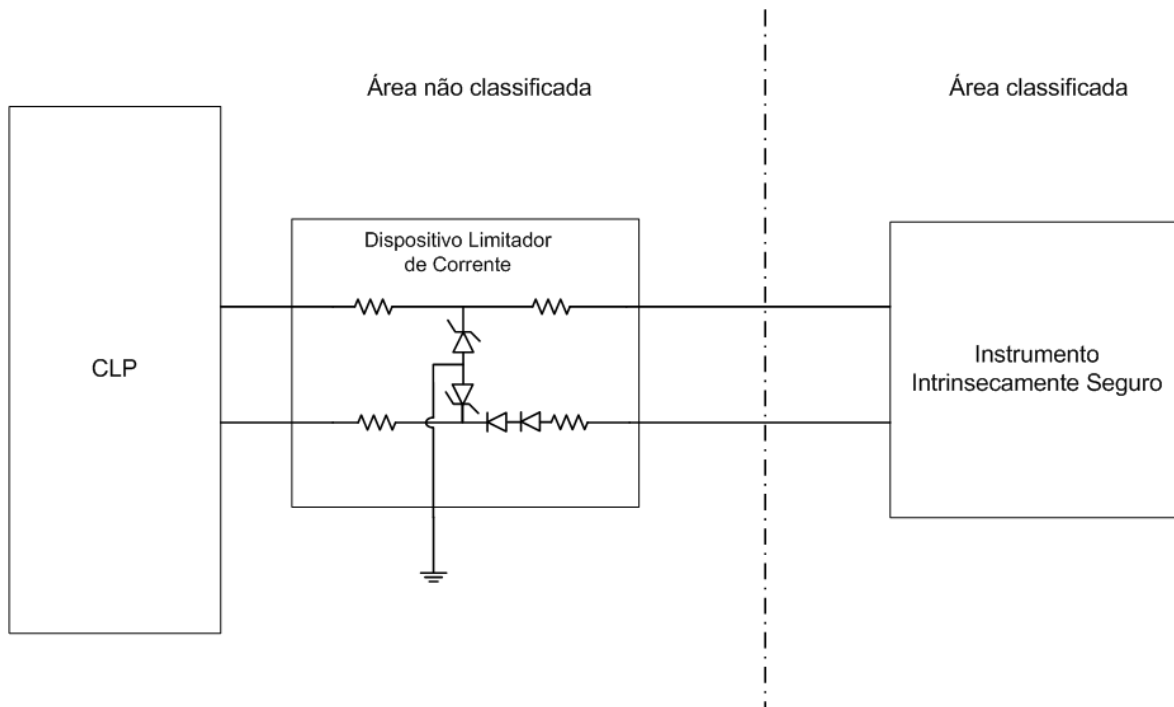 Área não classificada
Área classificada
Dispositivo Limitador
de Corrente
CLP
Instrumento
Intrinsecamente Seguro